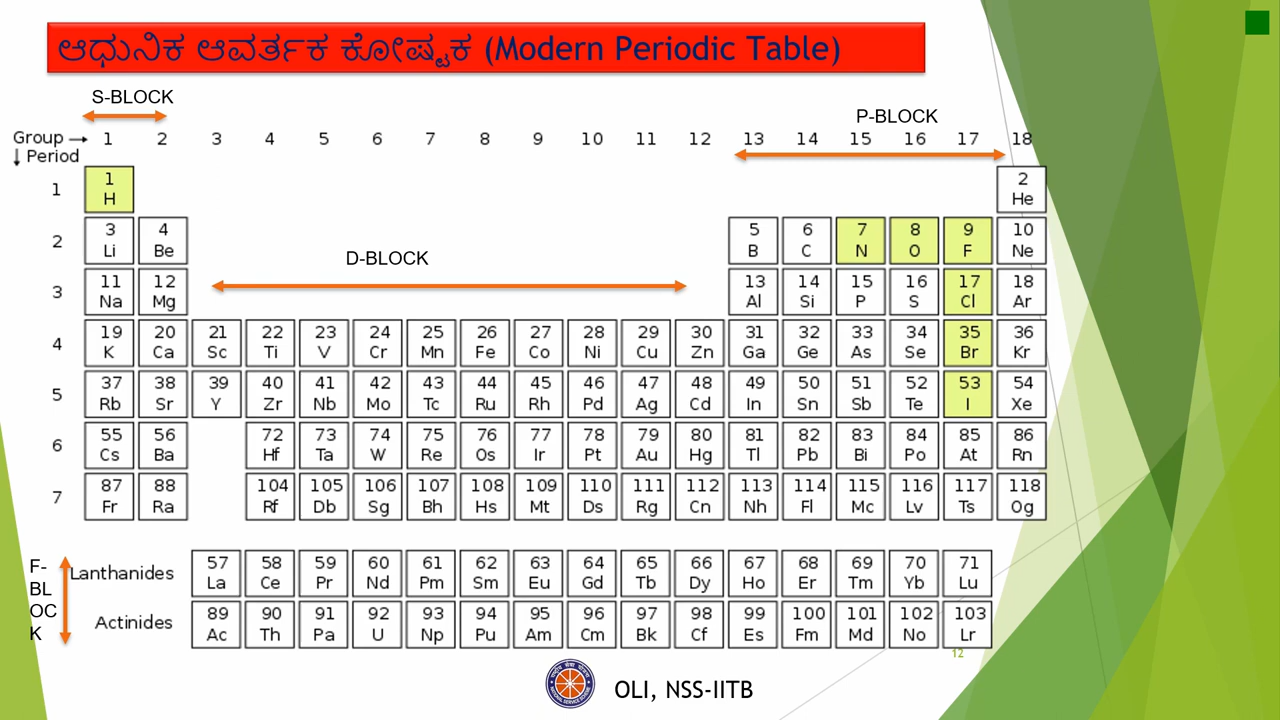 ಆಧುನಿಕ ಆವರ್ತಕ ಕೋಷ್ಟಕ (Modern Periodic Table)
S-BLOCK
P-BLOCK
Group → 1 2 3 4 5 6 7 8 9 10 11 12 13 14 15 16 17 18
↓ Period
1 1 2
H He
2 3 4 5 6 7 8 9 10
Li Be B C N O F Ne
D-BLOCK
3 11 12 13 14 15 16 17 18
Na Mg Al Si P S Cl Ar
4 19 20 21 22 23 24 25 26 27 28 29 30 31 32 33 34 35 36
K Ca Sc Ti V Cr Mn Fe Co Ni Cu Zn Ga Ge As Se Br Kr
5 37 38 39 40 41 42 43 44 45 46 47 48 49 50 51 52 53 54
Rb Sr Y Zr Nb Mo Tc Ru Rh Pd Ag Cd In Sn Sb Te I Xe
6 55 56 72 73 74 75 76 77 78 79 80 81 82 83 84 85 86
Cs Ba Hf Ta W Re Os Ir Pt Au Hg Tl Pb Bi Po At Rn
7 87 88 104 105 106 107 108 109 110 111 112 113 114 115 116 117 118
Fr Ra Rf Db Sg Bh Hs Mt Ds Rg Cn Nh Fl Mc Lv Ts Og
F-
BL
OC
K
Lanthanides 57 58 59 60 61 62 63 64 65 66 67 68 69 70 71
La Ce Pr Nd Pm Sm Eu Gd Tb Dy Ho Er Tm Yb Lu
Actinides 89 90 91 92 93 94 95 96 97 98 99 100 101 102 103
Ac Th Pa U Np Pu Am Cm Bk Cf Es Fm Md No Lr
12
OLI, NSS-IITB